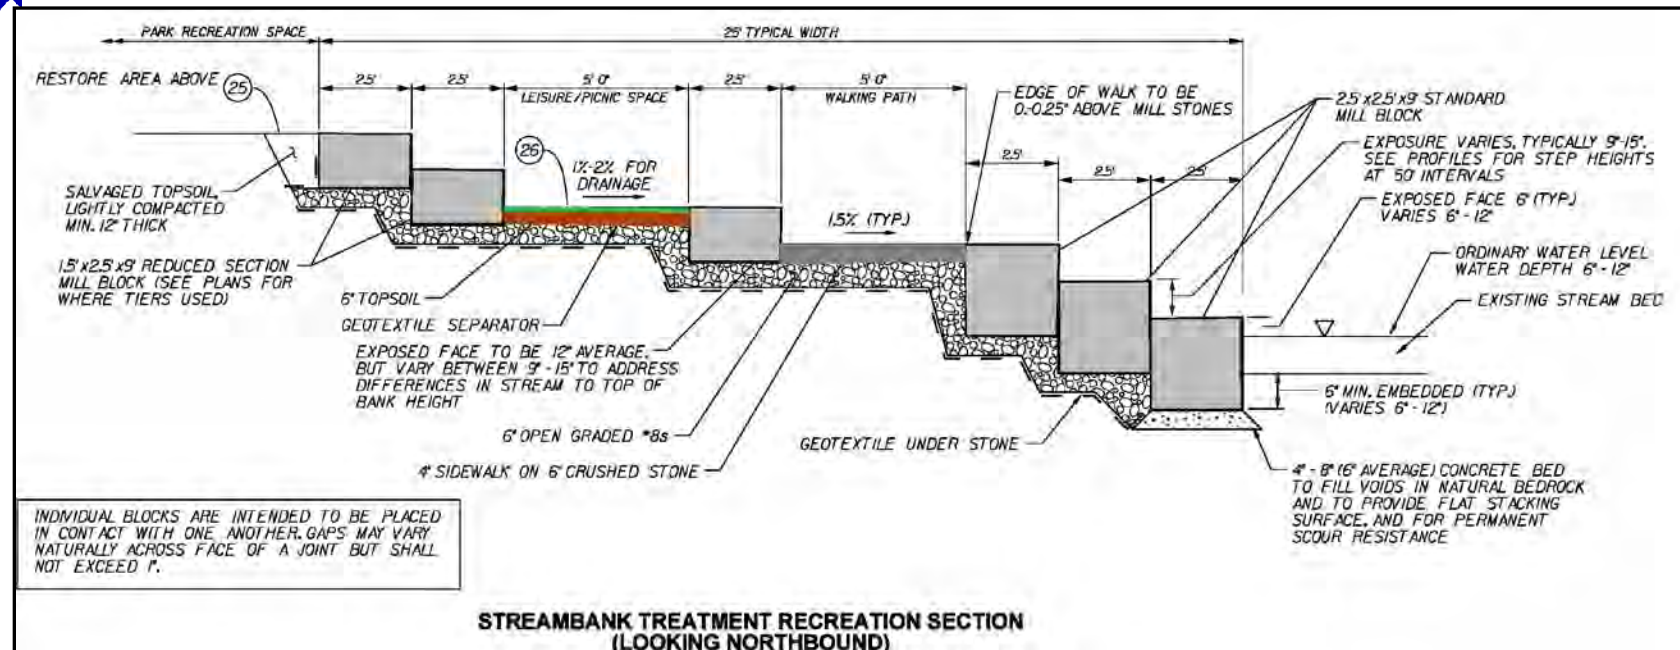 PARK RECREATION SPACE
25' TYPICAL WIDTH
RESTORE AREA ABOVE
25
2.5'
2.5'
5' 0"
LEISURE/PICNIC SPACE
2.5'
5' 0"
WALKING PATH
EDGE OF WALK TO BE
0.-0.25" ABOVE MILL STONES
2.5'x2.5'x9' STANDARD
MILL BLOCK
EXPOSURE VARIES, TYPICALLY 9"-15".
SEE PROFILES FOR STEP HEIGHTS
AT 50' INTERVALS
2.5'
2.5'
2.5'
26
1%-2% FOR
DRAINAGE
1.5% (TYP.)
SALVAGED TOPSOIL,
LIGHTLY COMPACTED
MIN. 12" THICK
EXPOSED FACE 6" (TYP.)
VARIES 6" - 12"
ORDINARY WATER LEVEL
WATER DEPTH 6" - 12"
EXISTING STREAM BED
1.5'x2.5'x9' REDUCED SECTION
MILL BLOCK (SEE PLANS FOR
WHERE TIERS USED)
6" TOPSOIL
GEOTEXTILE SEPARATOR
EXPOSED FACE TO BE 12" AVERAGE,
BUT VARY BETWEEN 9" - 15" TO ADDRESS
DIFFERENCES IN STREAM TO TOP OF
BANK HEIGHT
6" MIN. EMBEDDED (TYP.)
(VARIES 6" - 12")
6" OPEN GRADED #8s
GEOTEXTILE UNDER STONE
4" SIDEWALK ON 6" CRUSHED STONE
4" - 8" (6" AVERAGE) CONCRETE BED
TO FILL VOIDS IN NATURAL BEDROCK
AND TO PROVIDE FLAT STACKING
SURFACE, AND FOR PERMANENT
SCOUR RESISTANCE
INDIVIDUAL BLOCKS ARE INTENDED TO BE PLACED
IN CONTACT WITH ONE ANOTHER. GAPS MAY VARY
NATURALLY ACROSS FACE OF A JOINT BUT SHALL
NOT EXCEED 1".
STREAMBANK TREATMENT RECREATION SECTION
(LOOKING NORTHBOUND)